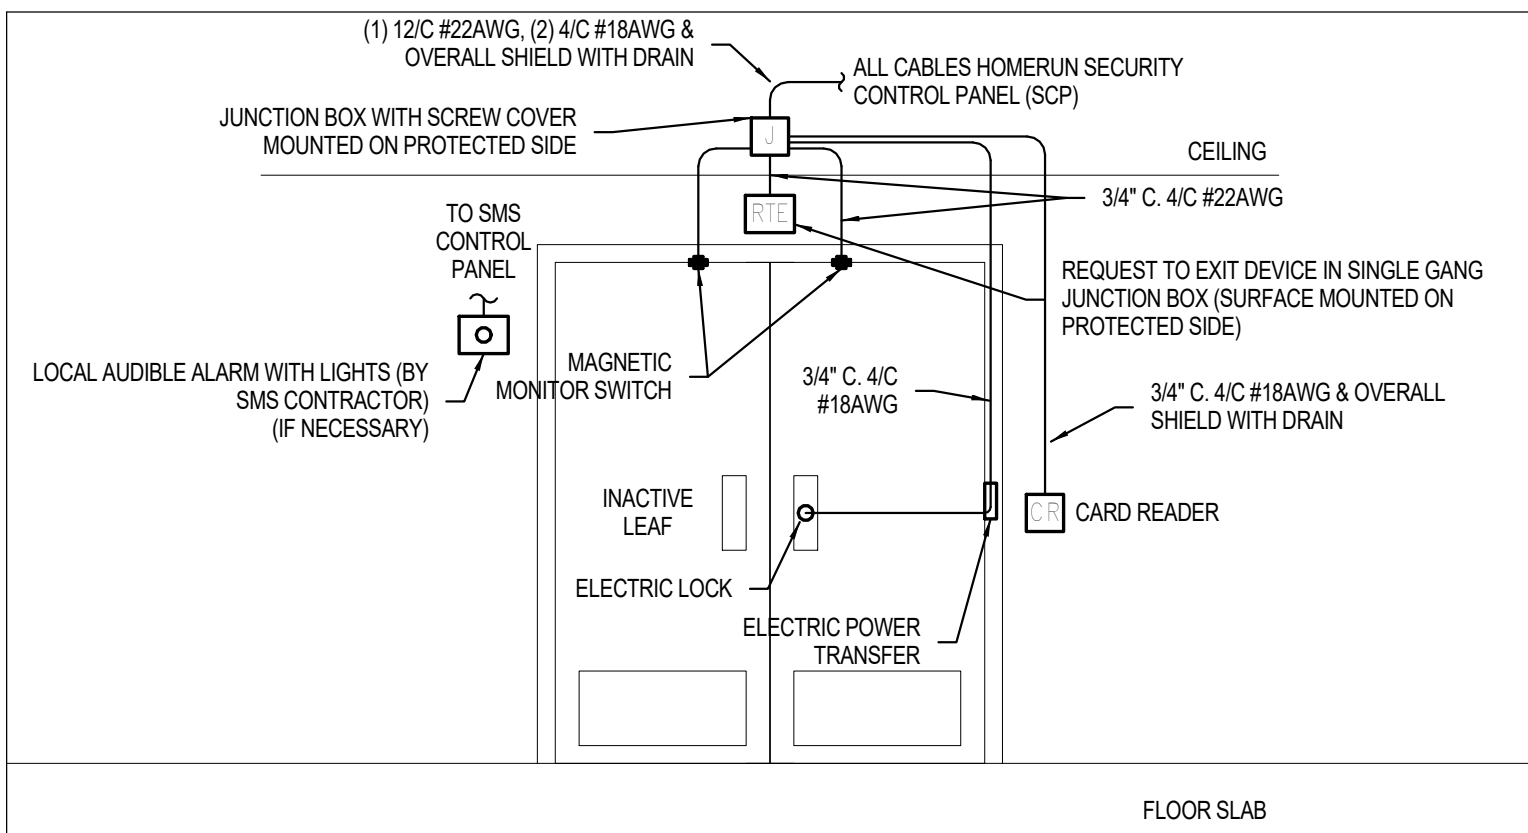 (1) 12/C #22AWG, (2) 4/C #18AWG &
OVERALL SHIELD WITH DRAIN
ALL CABLES HOMERUN SECURITY
CONTROL PANEL (SCP)
JUNCTION BOX WITH SCREW COVER
MOUNTED ON PROTECTED SIDE
J
CEILING
3/4" C. 4/C #22AWG
RTE
TO SMS
CONTROL
PANEL
REQUEST TO EXIT DEVICE IN SINGLE GANG
JUNCTION BOX (SURFACE MOUNTED ON
PROTECTED SIDE)
LOCAL AUDIBLE ALARM WITH LIGHTS (BY
SMS CONTRACTOR)
(IF NECESSARY)
MAGNETIC
MONITOR SWITCH
3/4" C. 4/C
#18AWG
3/4" C. 4/C #18AWG & OVERALL
SHIELD WITH DRAIN
INACTIVE
LEAF
CR
CARD READER
ELECTRIC LOCK
ELECTRIC POWER
TRANSFER
FLOOR SLAB